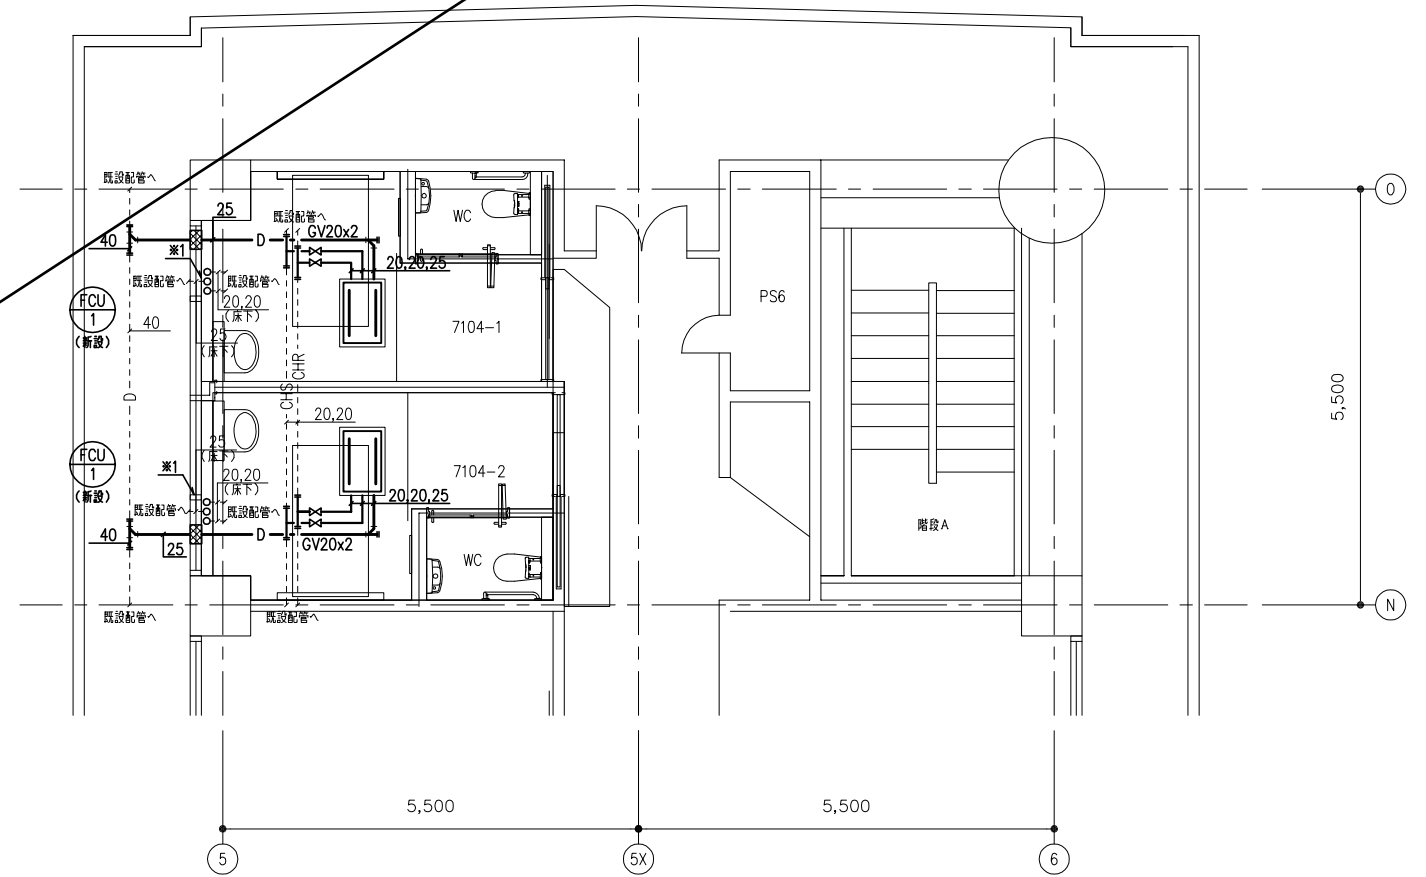 既設配管へ
O
25
既設配管へ
WC
GV20x2
40
D
※1
20,20,25
既設配管へ
既設配管へ
FCU
1
(新設)
20,20
(床下)
PS6
40
7104-1
25
(床下)
CHR
CHS
D
5,500
20,20
25
(床下)
FCU
1
(新設)
※1
20,20
(床下)
7104-2
20,20,25
既設配管へ
既設配管へ
階段A
40
D
GV20x2
25
WC
既設配管へ
既設配管へ
N
5,500
5,500
5
5X
6